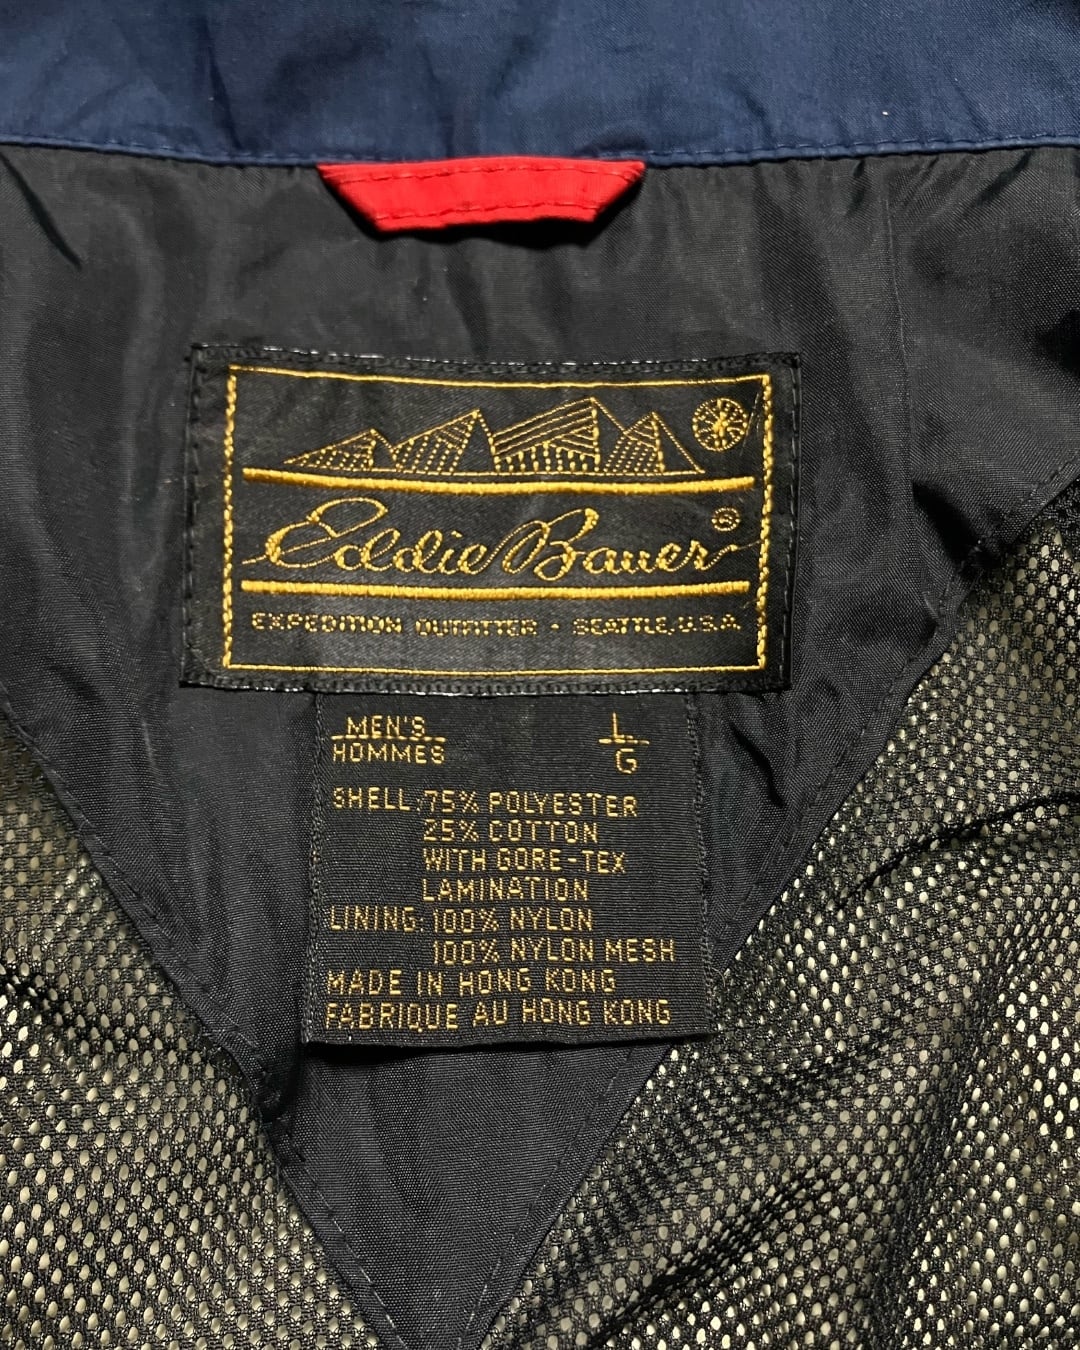 Eddie Bauer ®
EXPEDITION OUTFITTER · SEATTLE, U.S.A.
MEN'S L
HOMMES G
SHELL: 75% POLYESTER
25% COTTON
WITH GORE-TEX
LAMINATION
LINING: 100% NYLON
100% NYLON MESH
MADE IN HONG KONG
FABRIQUE AU HONG KONG